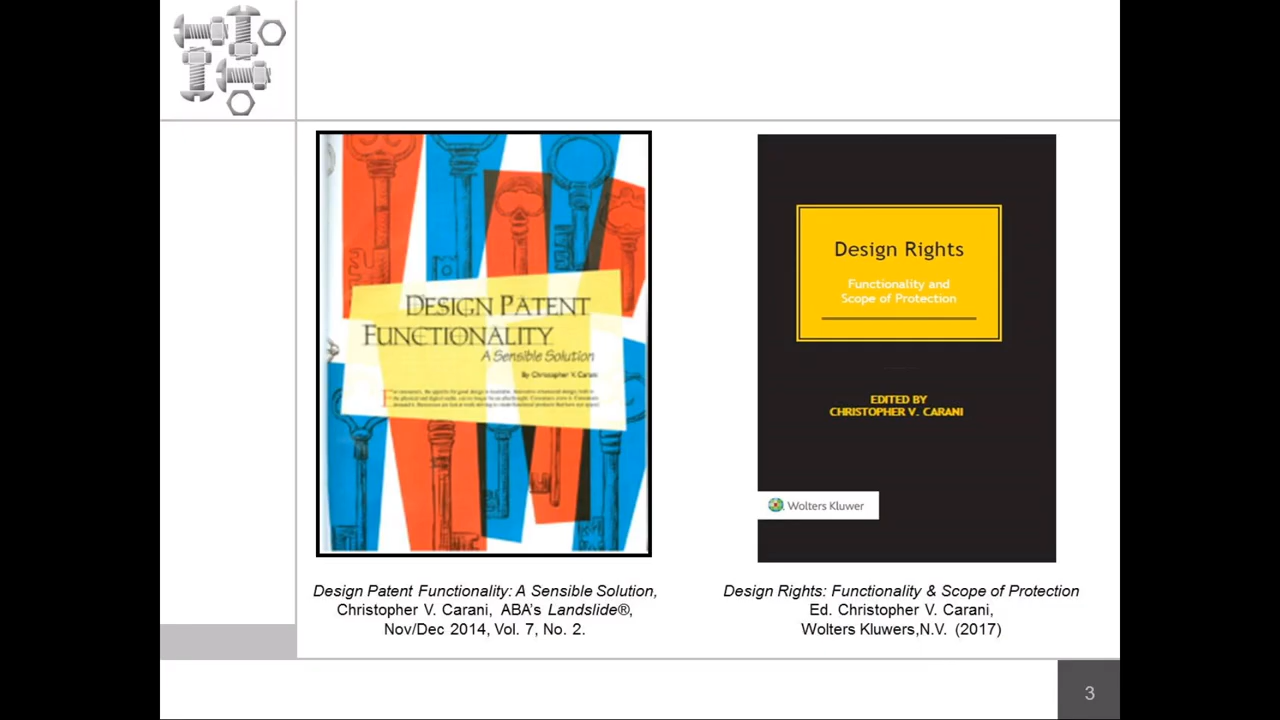 DESIGN PATENT
FUNCTIONALITY
A Sensible Solution
By Christopher V. Carani
Design Rights
Functionality and
Scope of Protection
EDITED BY
CHRISTOPHER V. CARANI
Wolters Kluwer
Design Patent Functionality: A Sensible Solution,
Christopher V. Carani, ABA's Landslide®,
Nov/Dec 2014, Vol. 7, No. 2.
Design Rights: Functionality & Scope of Protection
Ed. Christopher V. Carani,
Wolters Kluwers,N.V. (2017)
3